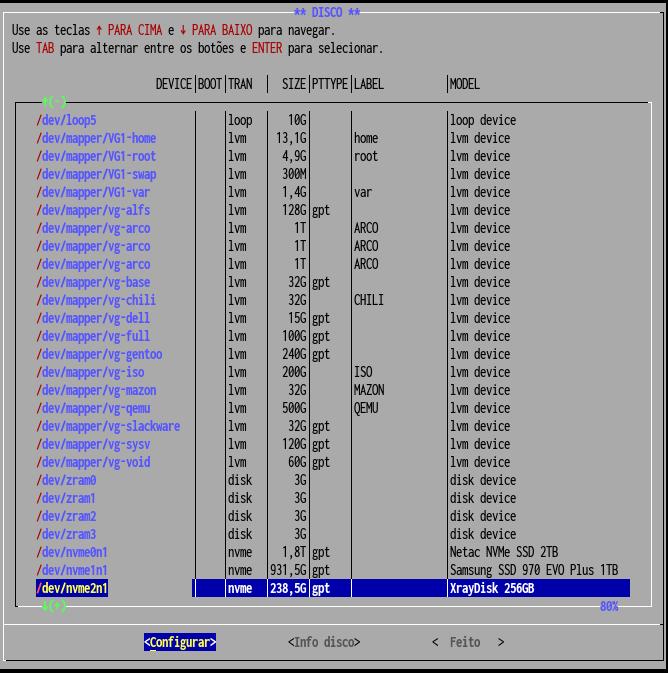 ** DISCO **
Use as teclas ↑ PARA CIMA e ↓ PARA BAIXO para navegar.
Use TAB para alternar entre os botões e ENTER para selecionar.
DEVICE|BOOT|TRAN | SIZE|PTTYPE|LABEL |MODEL
↑(-)
/dev/loop5 | |loop | 10G| | |loop device
/dev/mapper/VG1-home | |lvm | 13,1G| |home |lvm device
/dev/mapper/VG1-root | |lvm | 4,9G| |root |lvm device
/dev/mapper/VG1-swap | |lvm | 300M| | |lvm device
/dev/mapper/VG1-var | |lvm | 1,4G| |var |lvm device
/dev/mapper/vg-alfs | |lvm | 128G|gpt | |lvm device
/dev/mapper/vg-arco | |lvm | 1T| |ARCO |lvm device
/dev/mapper/vg-arco | |lvm | 1T| |ARCO |lvm device
/dev/mapper/vg-arco | |lvm | 1T| |ARCO |lvm device
/dev/mapper/vg-base | |lvm | 32G|gpt | |lvm device
/dev/mapper/vg-chili | |lvm | 32G| |CHILI |lvm device
/dev/mapper/vg-dell | |lvm | 15G|gpt | |lvm device
/dev/mapper/vg-full | |lvm | 100G|gpt | |lvm device
/dev/mapper/vg-gentoo | |lvm | 240G|gpt | |lvm device
/dev/mapper/vg-iso | |lvm | 200G| |ISO |lvm device
/dev/mapper/vg-mazon | |lvm | 32G| |MAZON |lvm device
/dev/mapper/vg-qemu | |lvm | 500G| |QEMU |lvm device
/dev/mapper/vg-slackware | |lvm | 32G|gpt | |lvm device
/dev/mapper/vg-sysv | |lvm | 120G|gpt | |lvm device
/dev/mapper/vg-void | |lvm | 60G|gpt | |lvm device
/dev/zram0 | |disk | 3G| | |disk device
/dev/zram1 | |disk | 3G| | |disk device
/dev/zram2 | |disk | 3G| | |disk device
/dev/zram3 | |disk | 3G| | |disk device
/dev/nvme0n1 | |nvme | 1,8T|gpt | |Netac NVMe SSD 2TB
/dev/nvme1n1 | |nvme |931,5G|gpt | |Samsung SSD 970 EVO Plus 1TB
/dev/nvme2n1 | |nvme |238,5G|gpt | |XrayDisk 256GB
↓(+) 80%
<Configurar> <Info disco> < Feito >